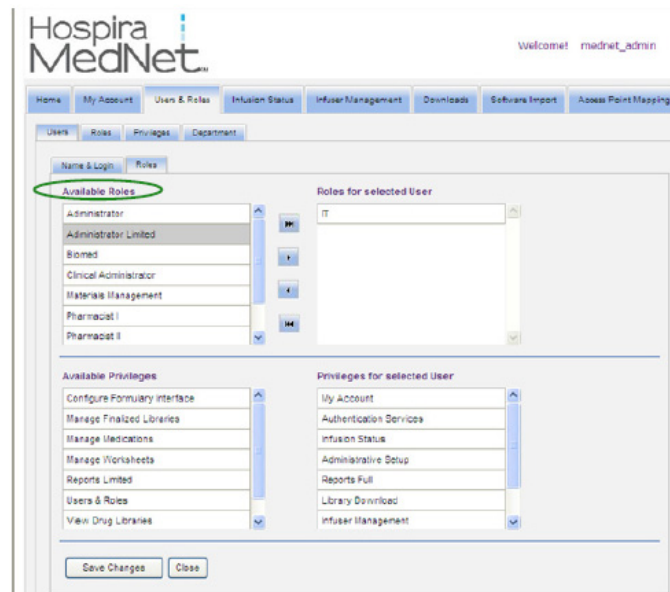 Hospira
MedNet™
Welcome! mednet_admin
Home My Account Users & Roles Infusion Status Infuser Management Downloads Software Import Access Point Mapping
Users Roles Privileges Department
Name & Login Roles
Available Roles Roles for selected User
Administrator IT
Administrator Limited
Biomed
Clinical Administrator
Materials Management
Pharmacist I
Pharmacist II
Available Privileges Privileges for selected User
Configure Formulary Interface My Account
Manage Finalized Libraries Authentication Services
Manage Medications Infusion Status
Manage Worksheets Administrative Setup
Reports Limited Reports Full
Users & Roles Library Download
View Drug Libraries Infuser Management
Save Changes Close